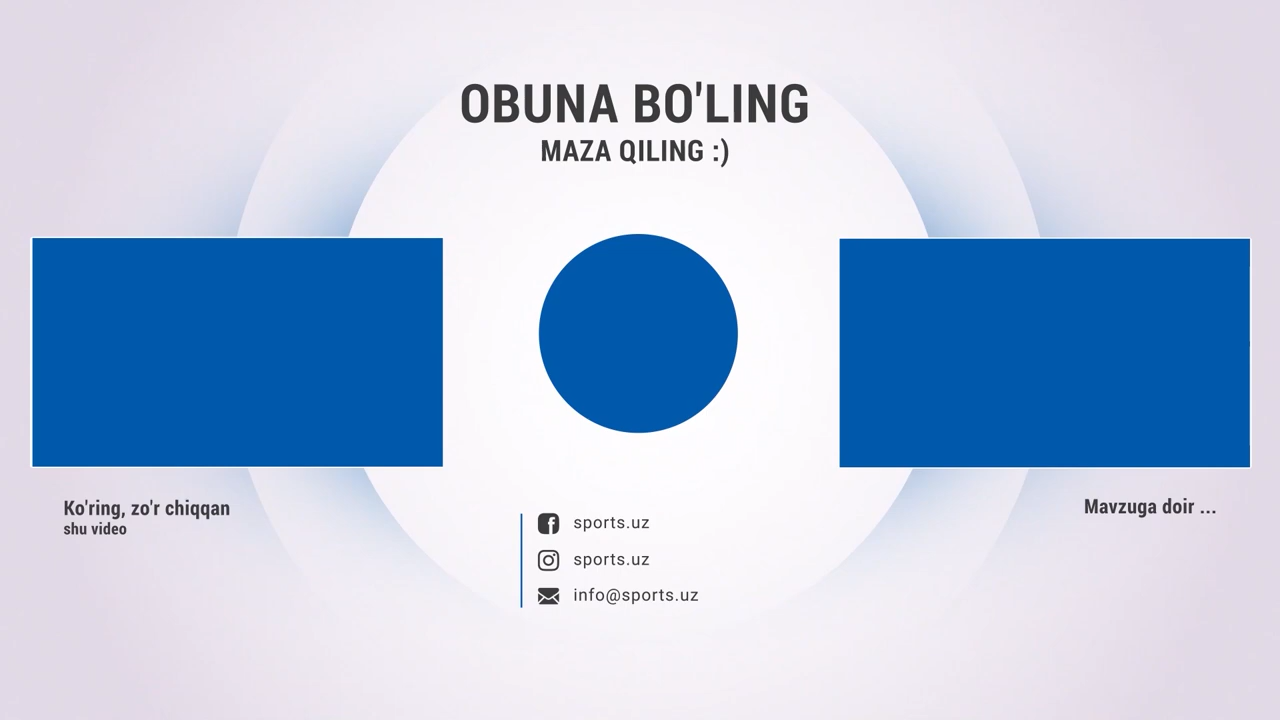 OBUNA BO'LING
MAZA QILING :)
Ko'ring, zo'r chiqqan
shu video
Mavzuga doir ...
sports.uz
sports.uz
info@sports.uz